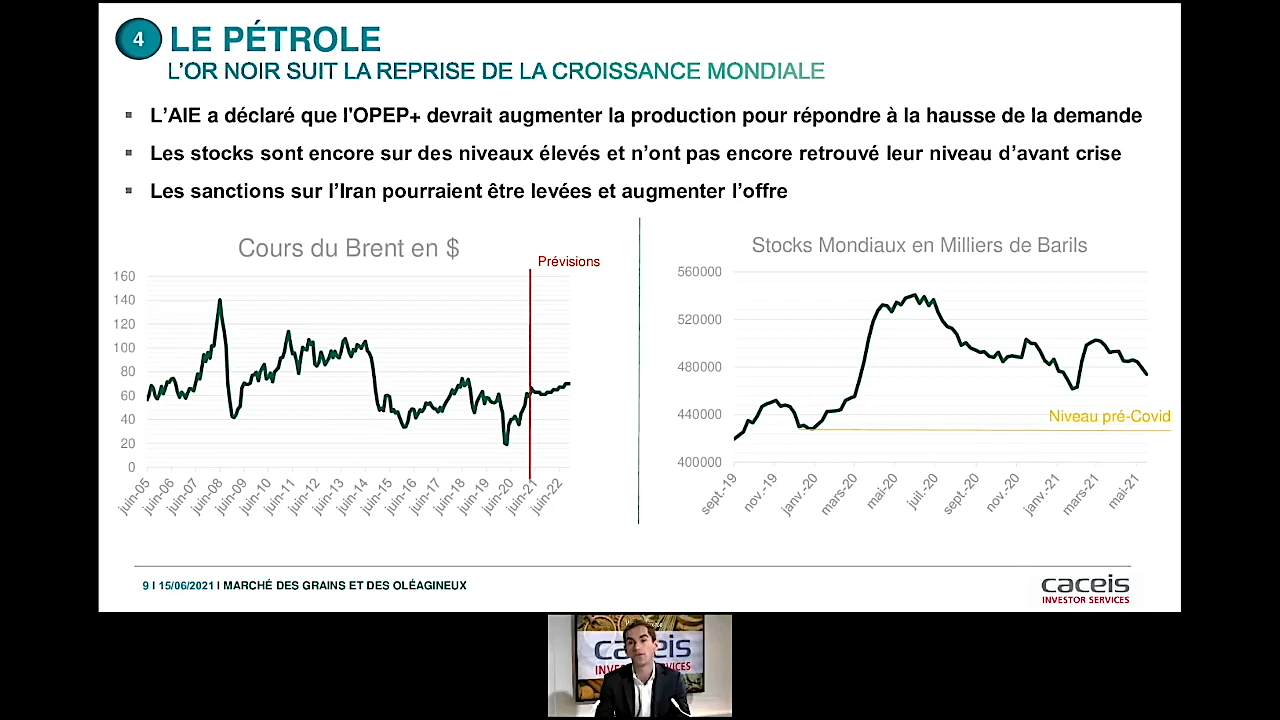 4
LE PÉTROLE
L’OR NOIR SUIT LA REPRISE DE LA CROISSANCE MONDIALE
L’AIE a déclaré que l'OPEP+ devrait augmenter la production pour répondre à la hausse de la demande
Les stocks sont encore sur des niveaux élevés et n’ont pas encore retrouvé leur niveau d’avant crise
Les sanctions sur l’Iran pourraient être levées et augmenter l’offre
Cours du Brent en $
Prévisions
160
140
120
100
80
60
40
20
0
juin-05
juin-06
juin-07
juin-08
juin-09
juin-10
juin-11
juin-12
juin-13
juin-14
juin-15
juin-16
juin-17
juin-18
juin-19
juin-20
juin-21
juin-22
Stocks Mondiaux en Milliers de Barils
560000
520000
480000
440000
400000
Niveau pré-Covid
sept.-19
nov.-19
janv.-20
mars-20
mai-20
juil.-20
sept.-20
nov.-20
janv.-21
mars-21
mai-21
9 I 15/06/2021 I MARCHÉ DES GRAINS ET DES OLÉAGINEUX
caceis
INVESTOR SERVICES
caceis
INVESTOR SERVICES